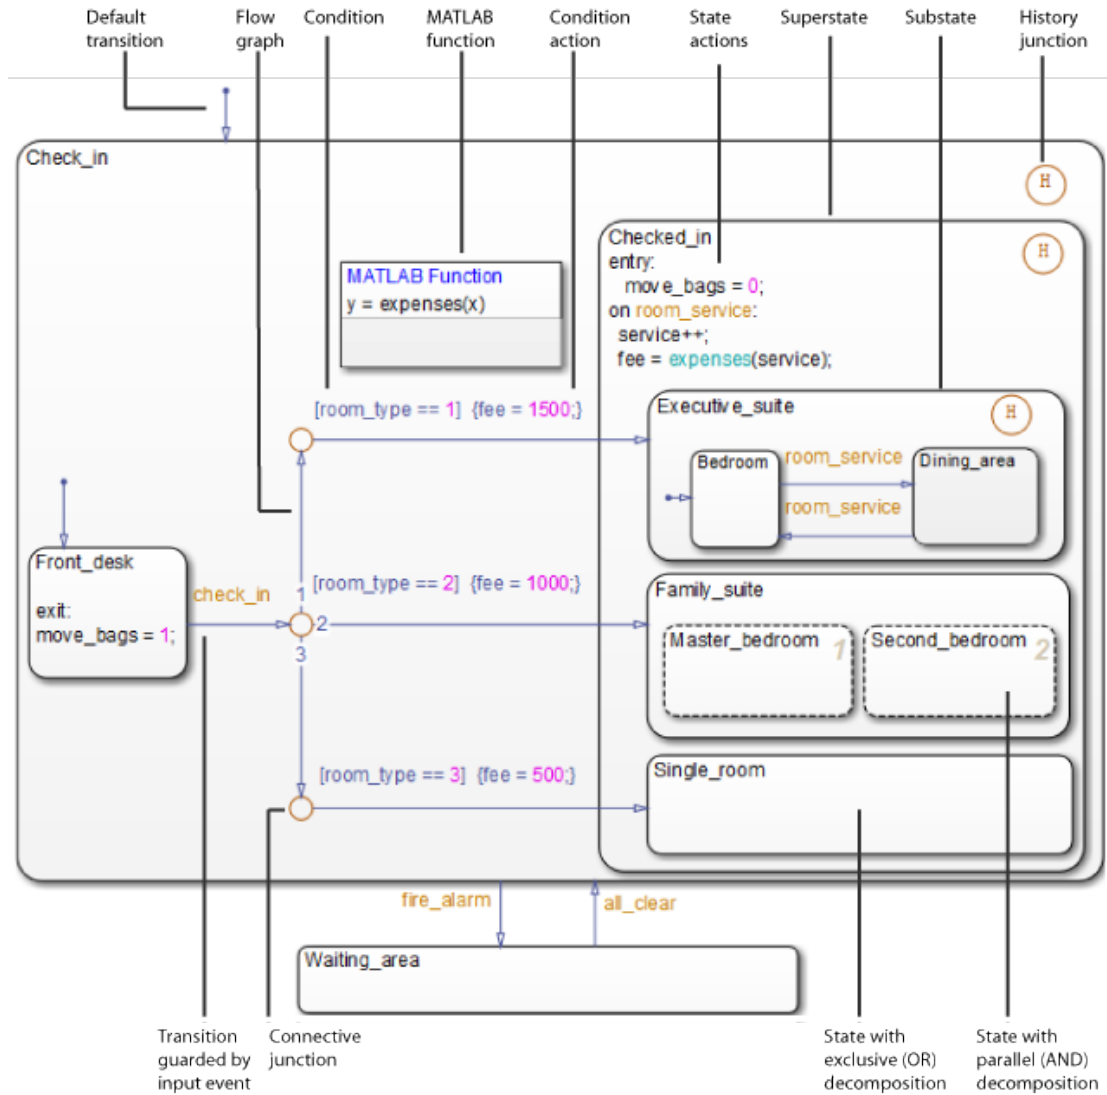 Default
transition
Flow
graph
Condition
MATLAB
function
Condition
action
State
actions
Superstate
Substate
History
junction
Check_in
H
Checked_in
H
entry:
move_bags = 0;
on room_service:
service++;
fee = expenses(service);
MATLAB Function
y = expenses(x)
[room_type == 1] {fee = 1500;}
Executive_suite
H
Bedroom
room_service
Dining_area
room_service
Front_desk
exit:
move_bags = 1;
check_in
1
2
3
[room_type == 2] {fee = 1000;}
Family_suite
Master_bedroom
1
Second_bedroom
2
[room_type == 3] {fee = 500;}
Single_room
fire_alarm
all_clear
Waiting_area
Transition
guarded by
input event
Connective
junction
State with
exclusive (OR)
decomposition
State with
parallel (AND)
decomposition